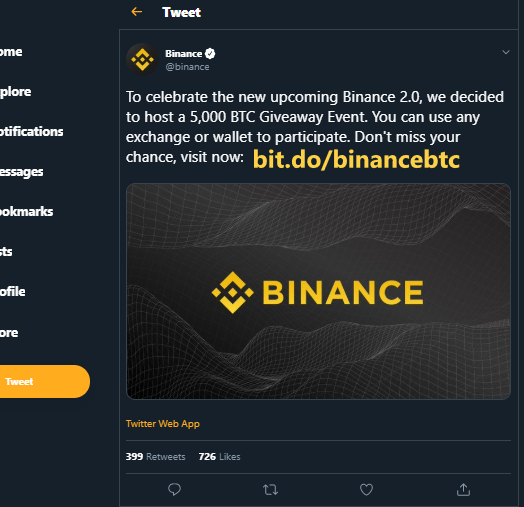 Tweet
ome
Binance
@binance
plore
To celebrate the new upcoming Binance 2.0, we decided
to host a 5,000 BTC Giveaway Event. You can use any
exchange or wallet to participate. Don't miss your
chance, visit now: bit.do/binancebtc
otifications
essages
ookmarks
sts
ofile
ore
Tweet
BINANCE
Twitter Web App
399 Retweets 726 Likes